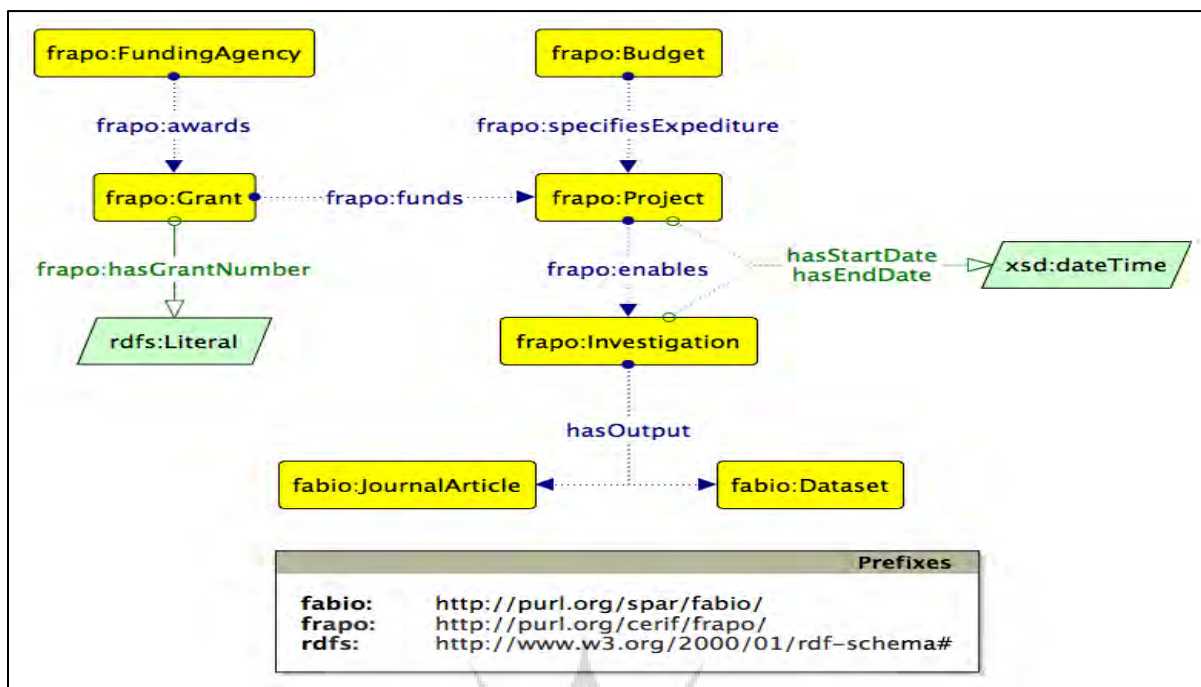 frapo:FundingAgency
frapo:Budget
frapo:awards
frapo:specifiesExpediture
frapo:Grant
frapo:funds
frapo:Project
frapo:hasGrantNumber
frapo:enables
hasStartDate
hasEndDate
xsd:dateTime
rdfs:Literal
frapo:Investigation
hasOutput
fabio:JournalArticle
fabio:Dataset
Prefixes
fabio: http://purl.org/spar/fabio/
frapo: http://purl.org/cerif/frapo/
rdfs: http://www.w3.org/2000/01/rdf-schema#